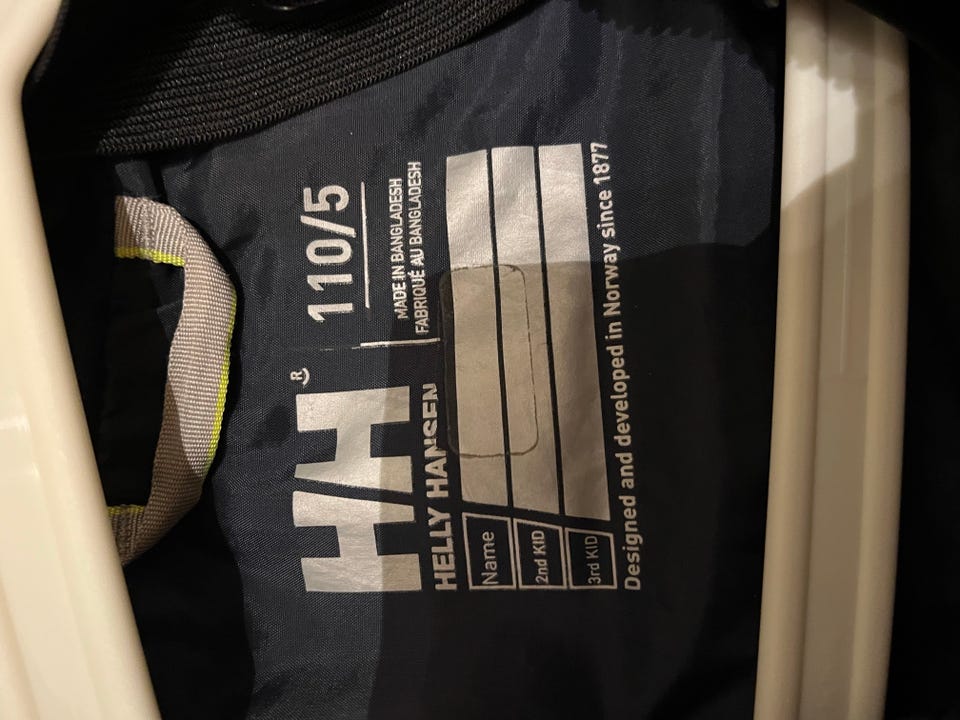 HH®
110/5
MADE IN BANGLADESH
FABRIQUÉ AU BANGLADESH
HELLY HANSEN
Name
2nd KID
3rd KID
Designed and developed in Norway since 1877